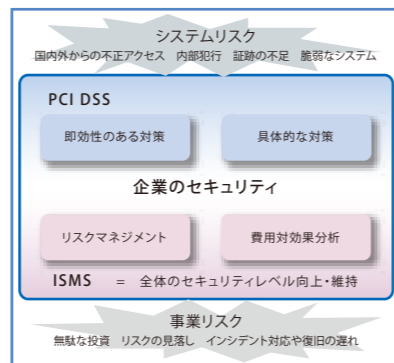 システムリスク
国内外からの不正アクセス 内部犯行 証跡の不足 脆弱なシステム
PCI DSS
即効性のある対策 具体的な対策
企業のセキュリティ
リスクマネジメント 費用対効果分析
ISMS = 全体のセキュリティレベル向上・維持
事業リスク
無駄な投資 リスクの見落し インシデント対応や復旧の遅れ